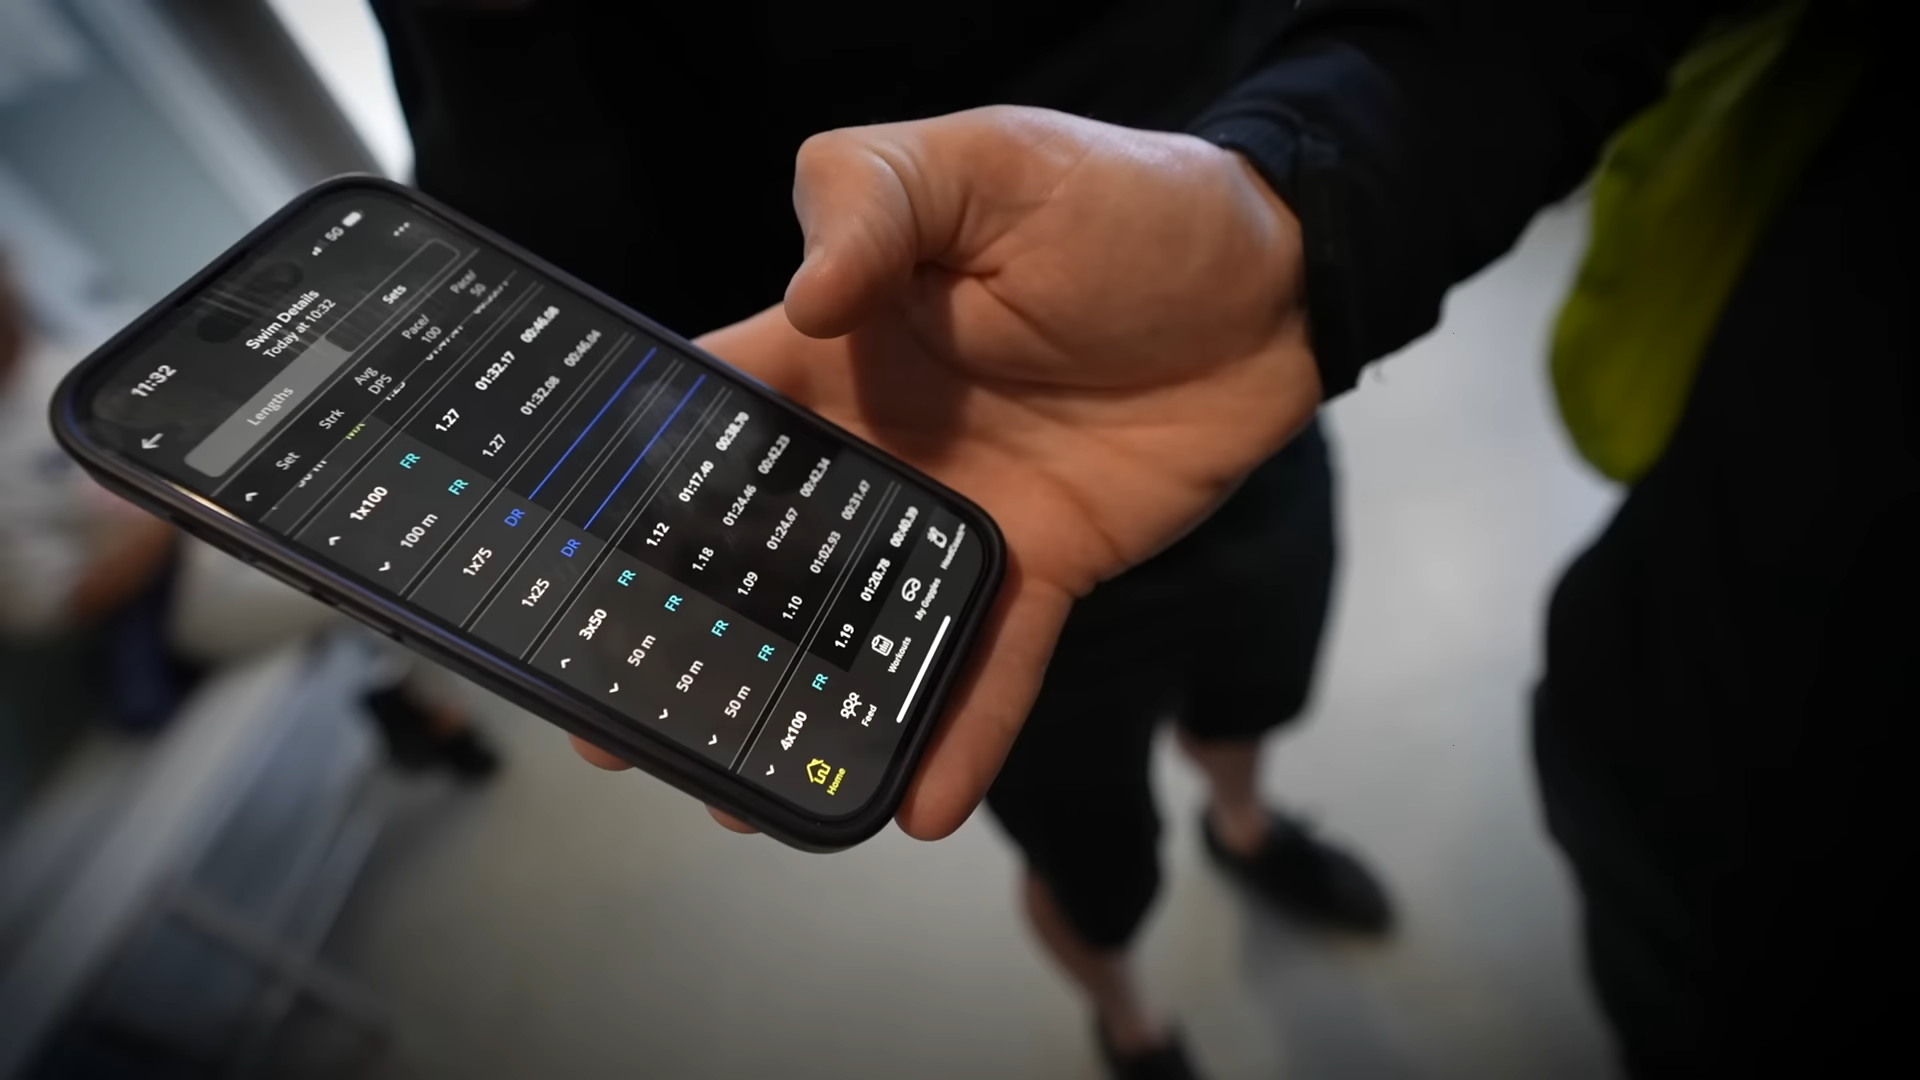 11:32
5G
Swim Details
Today at 10:32
Lengths
Sets
Set Strk Avg DPS Pace/100 Pace/50
1x100 FR 1.27 01:32.17 00:46.08
100 m FR 1.27 01:32.08 00:46.04
1x75 DR
1x25 DR
3x50 FR 1.12 01:17.40 00:38.70
50 m FR 1.18 01:24.46 00:42.23
50 m FR 1.09 01:24.67 00:42.34
50 m FR 1.10 01:02.93 00:31.47
4x100 FR 1.19 01:20.78 00:40.39
Home
Feed
Workouts
My Goggles